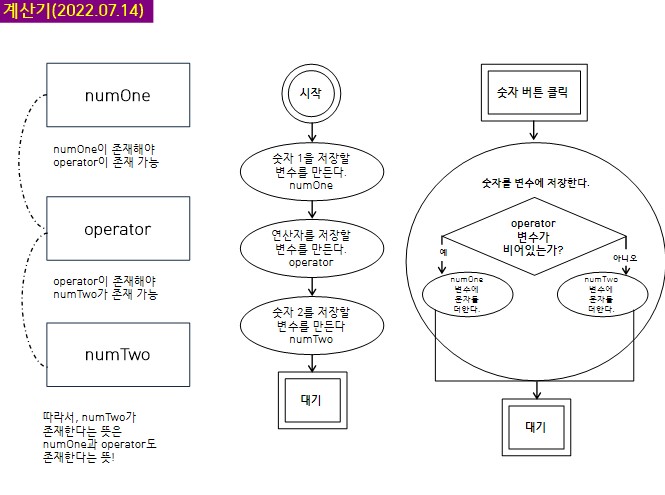 계산기(2022.07.14)
numOne
numOne이 존재해야
operator이 존재 가능
operator
operator이 존재해야
numTwo가 존재 가능
numTwo
따라서, numTwo가
존재한다는 뜻은
numOne과 operator도
존재한다는 뜻!
시작
숫자 1을 저장할
변수를 만든다.
numOne
연산자를 저장할
변수를 만든다.
operator
숫자 2를 저장할
변수를 만든다
numTwo
대기
숫자 버튼 클릭
숫자를 변수에 저장한다.
operator
변수가
비어있는가?
예
아니오
numOne
변수에
문자를
더한다.
numTwo
변수에
문자를
더한다.
대기